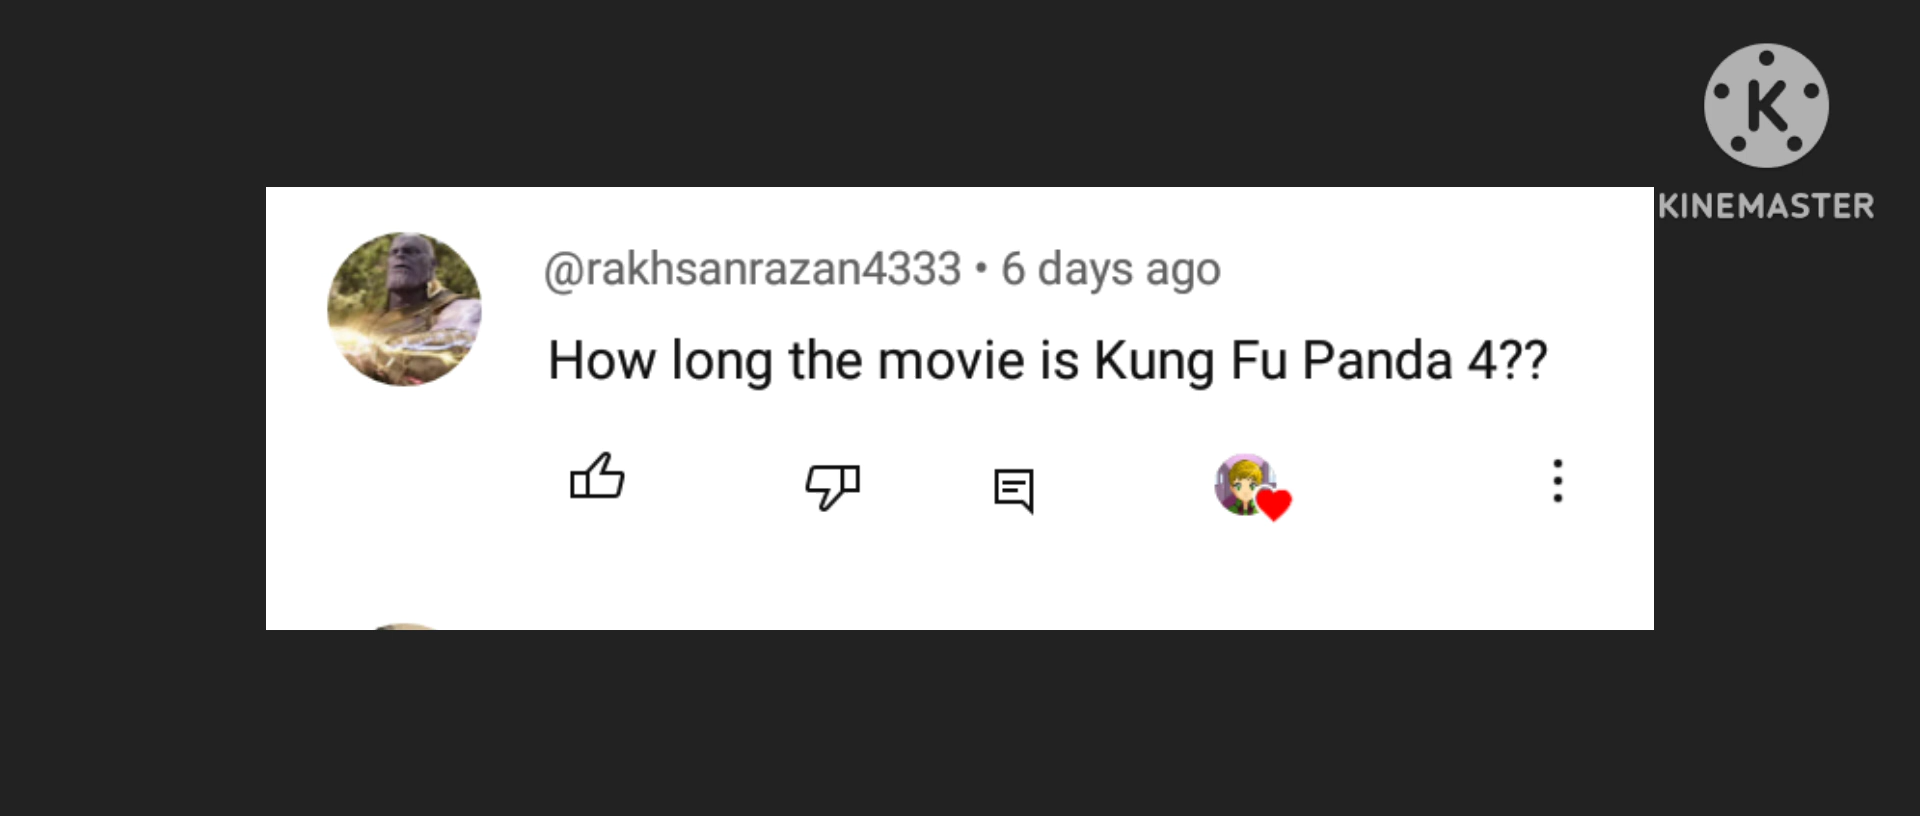 K
KINEMASTER
@rakhsanrazan4333 • 6 days ago
How long the movie is Kung Fu Panda 4??